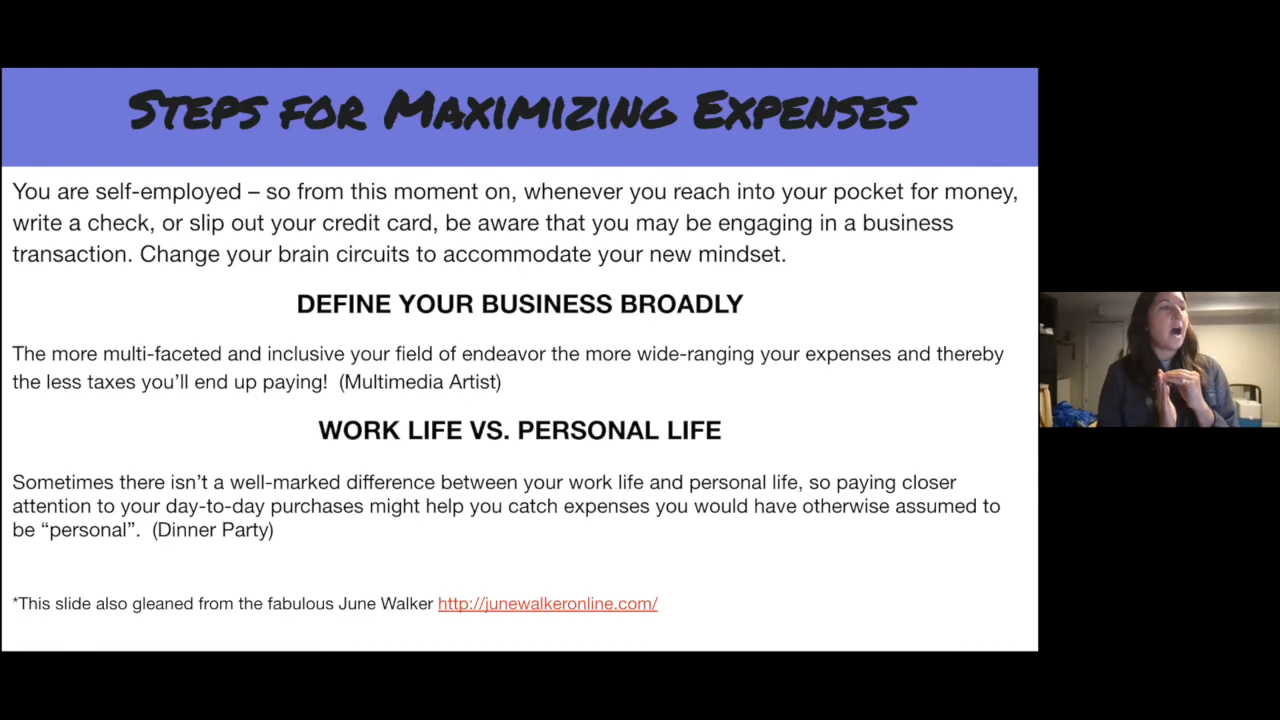 Steps for Maximizing Expenses
You are self-employed – so from this moment on, whenever you reach into your pocket for money,
write a check, or slip out your credit card, be aware that you may be engaging in a business
transaction. Change your brain circuits to accommodate your new mindset.
DEFINE YOUR BUSINESS BROADLY
The more multi-faceted and inclusive your field of endeavor the more wide-ranging your expenses and thereby
the less taxes you’ll end up paying!  (Multimedia Artist)
WORK LIFE VS. PERSONAL LIFE
Sometimes there isn’t a well-marked difference between your work life and personal life, so paying closer
attention to your day-to-day purchases might help you catch expenses you would have otherwise assumed to
be “personal”.  (Dinner Party)
*This slide also gleaned from the fabulous June Walker http://junewalkeronline.com/